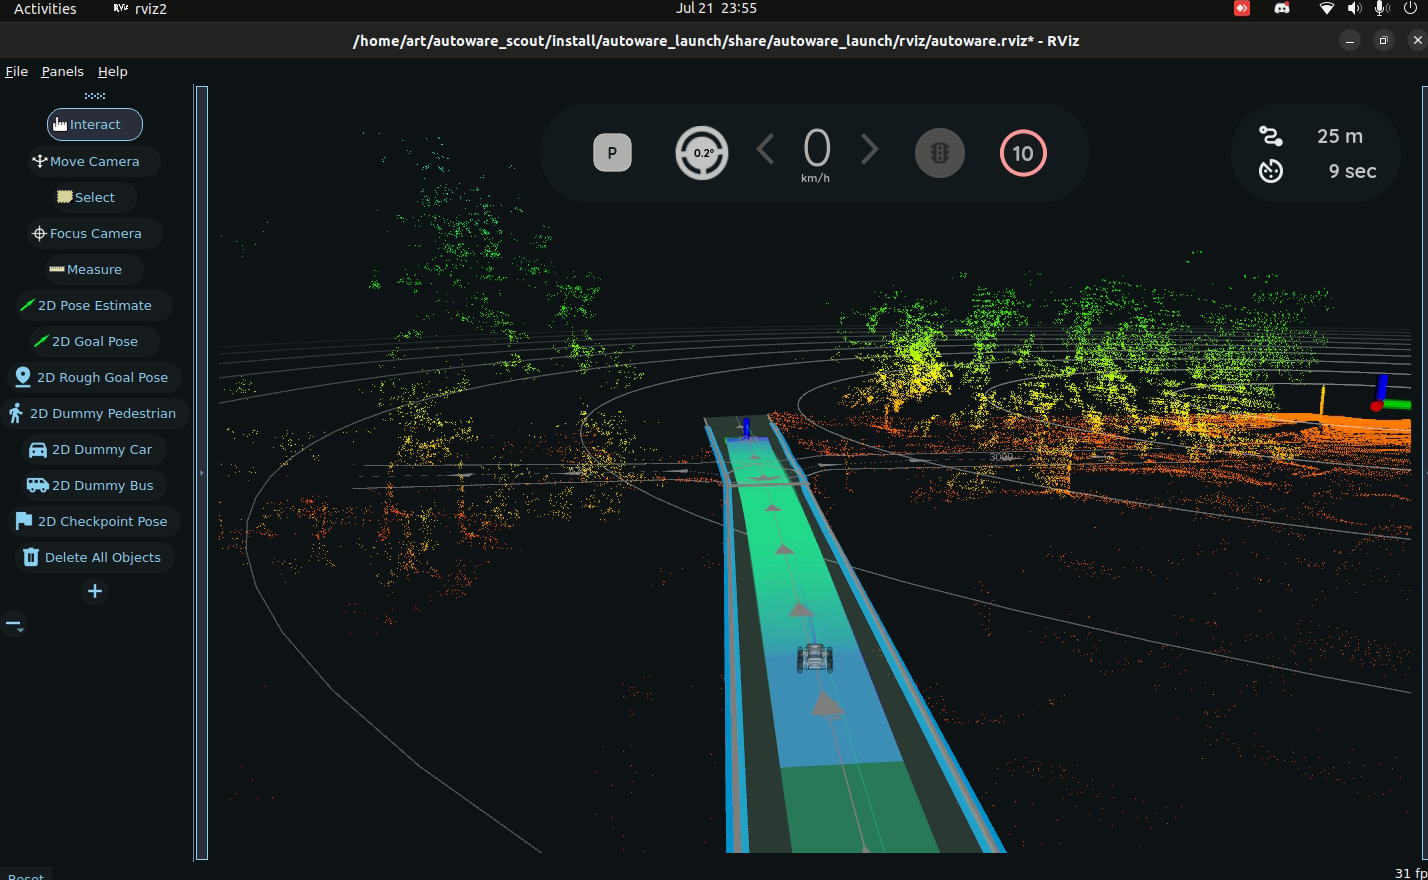 Activities
RViz
rviz2
Jul 21 23:55
/home/art/autoware_scout/install/autoware_launch/share/autoware_launch/rviz/autoware.rviz* - RViz
File Panels Help
Interact
Move Camera
Select
Focus Camera
Measure
2D Pose Estimate
2D Goal Pose
2D Rough Goal Pose
2D Dummy Pedestrian
2D Dummy Car
2D Dummy Bus
2D Checkpoint Pose
Delete All Objects
P
0.2°
0
km/h
10
25 m
9 sec
Reset
31 fp